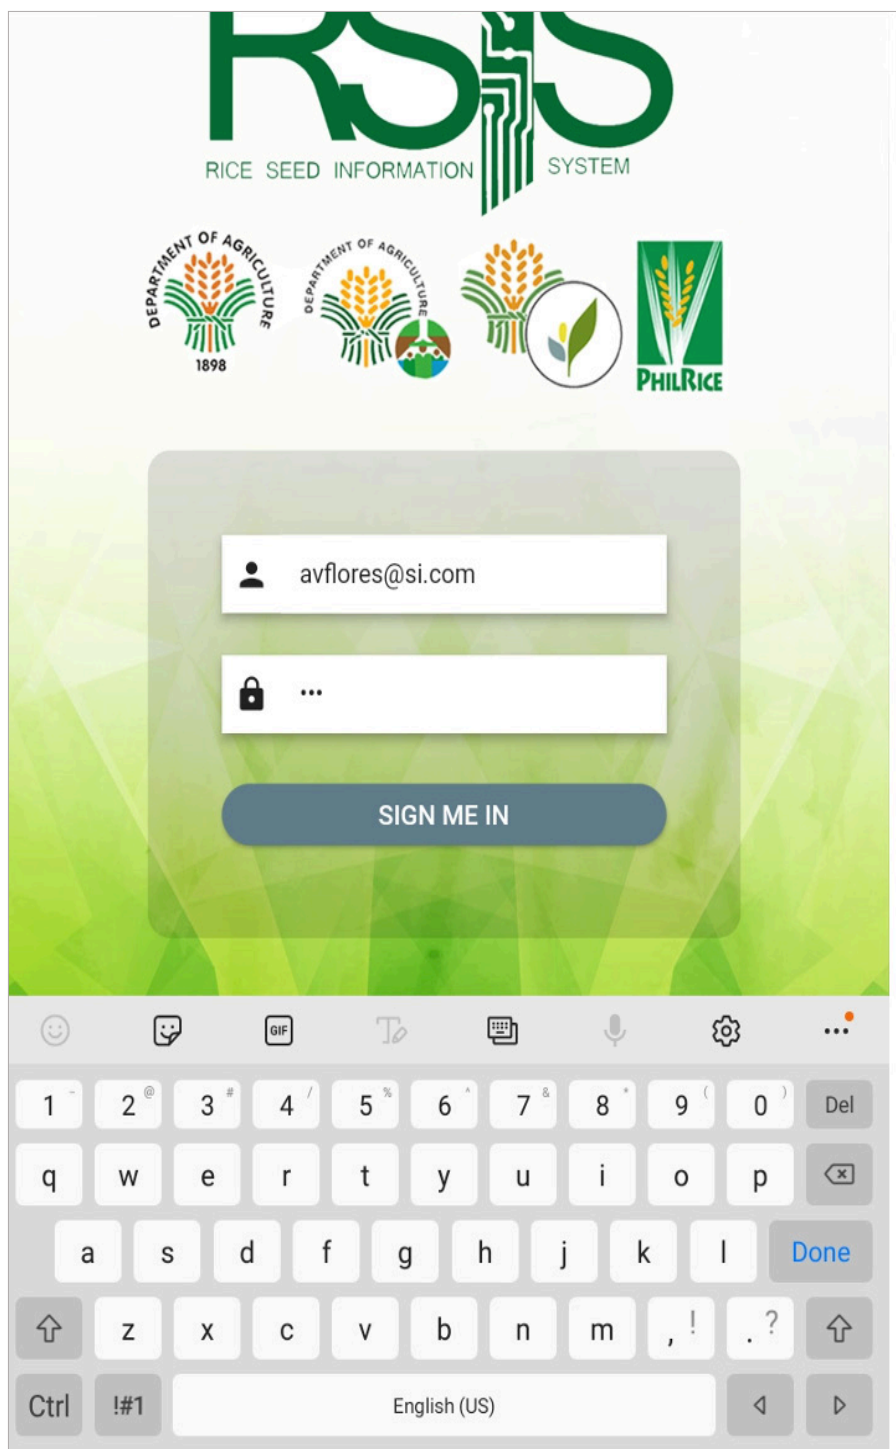 RSIS
RICE SEED INFORMATION SYSTEM
DEPARTMENT OF AGRICULTURE
1898
DEPARTMENT OF AGRICULTURE
PHILRICE
avflores@si.com
•••
SIGN ME IN
GIF
1 ~ 2 @ 3 # 4 / 5 % 6 ^ 7 & 8 * 9 ( 0 ) Del
q w e r t y u i o p
a s d f g h j k l Done
z x c v b n m , ! . ?
Ctrl !#1 English (US)